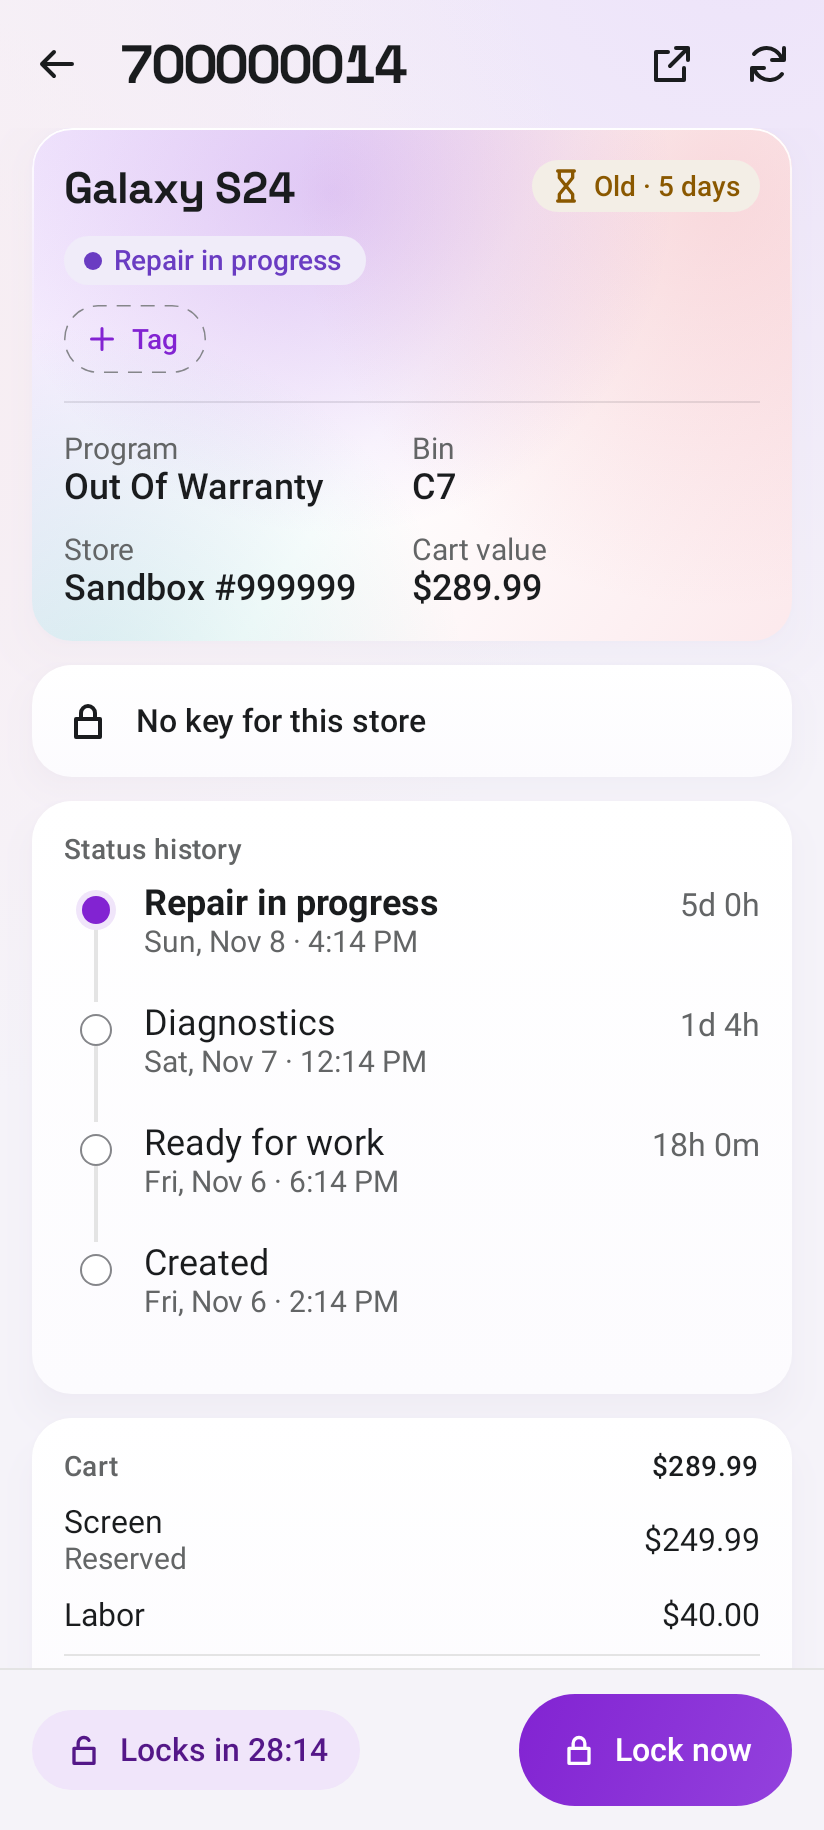 700000014
Galaxy S24
Old · 5 days
Repair in progress
+ Tag
Program
Out Of Warranty
Bin
C7
Store
Sandbox #999999
Cart value
$289.99
No key for this store
Status history
Repair in progress
5d 0h
Sun, Nov 8 · 4:14 PM
Diagnostics
1d 4h
Sat, Nov 7 · 12:14 PM
Ready for work
18h 0m
Fri, Nov 6 · 6:14 PM
Created
Fri, Nov 6 · 2:14 PM
Cart
$289.99
Screen
Reserved
$249.99
Labor
$40.00
Locks in 28:14
Lock now